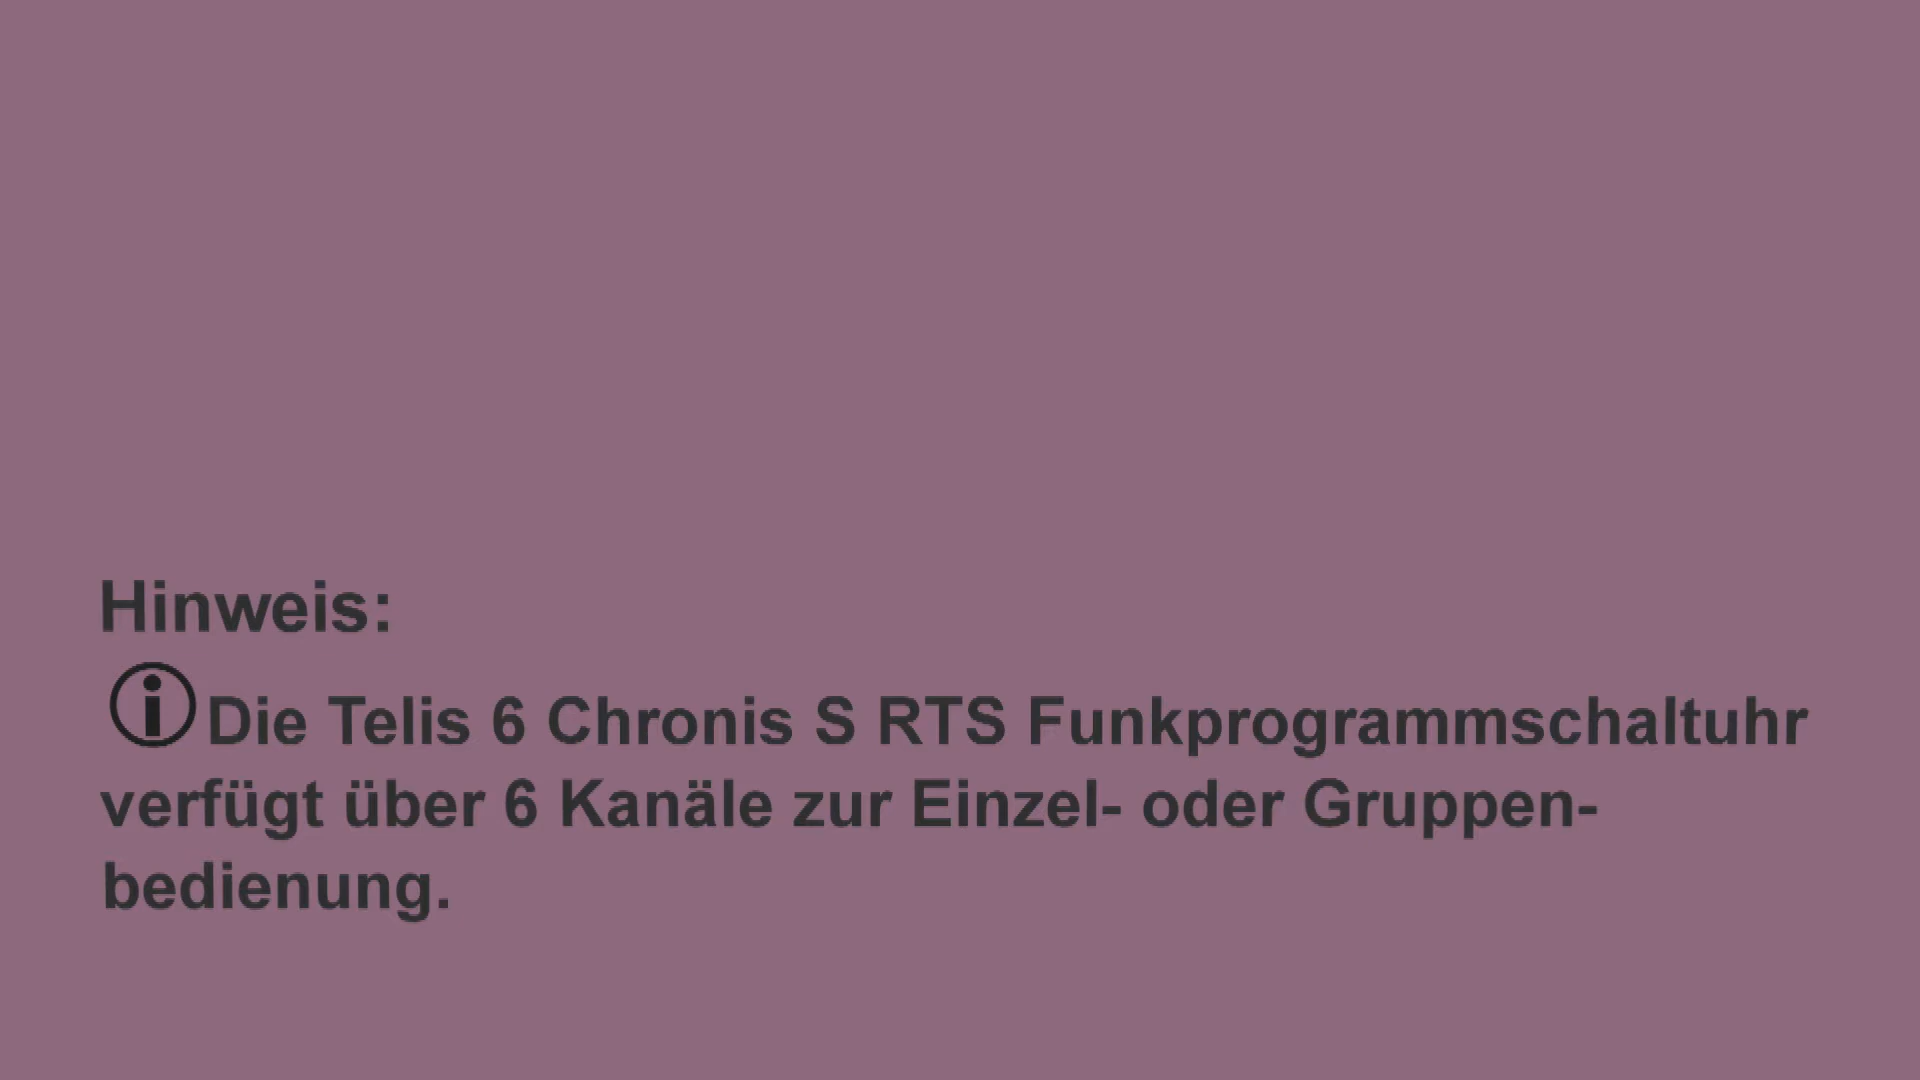 Hinweis:
Die Telis 6 Chronis S RTS Funkprogrammschaltuhr
verfügt über 6 Kanäle zur Einzel- oder Gruppen-
bedienung.